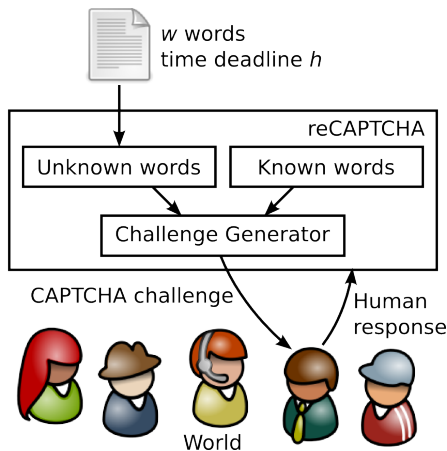 w words
time deadline h
reCAPTCHA
Unknown words
Known words
Challenge Generator
CAPTCHA challenge
Human
response
World